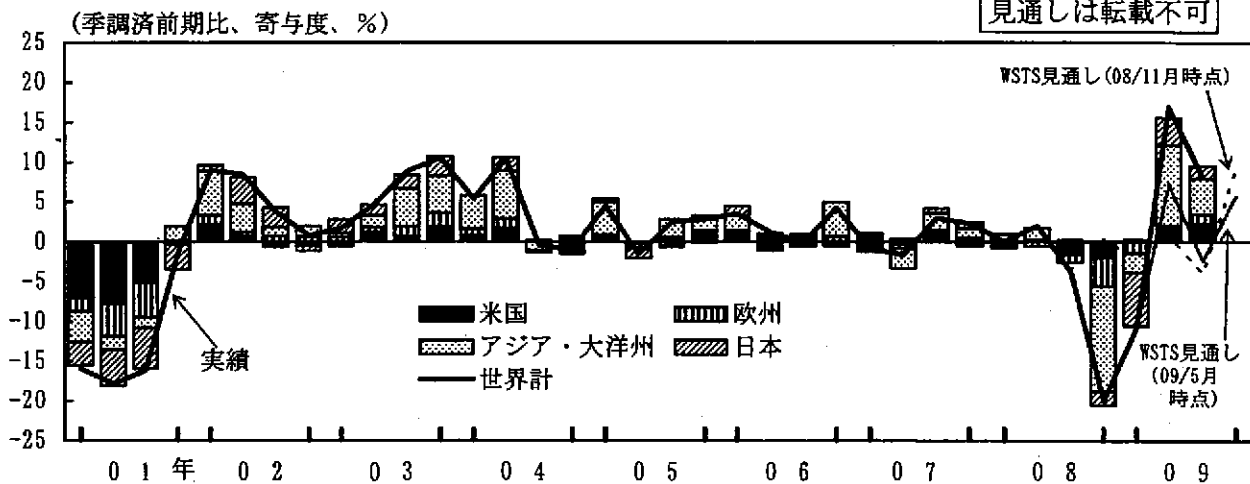 (季調済前期比、寄与度、%)
見通しは転載不可
25
20
15
10
5
0
-5
-10
-15
-20
-25
WSTS見通し(08/11月時点)
実績
米国
欧州
アジア・大洋州
日本
世界計
WSTS見通し
(09/5月
時点)
01年 02 03 04 05 06 07 08 09